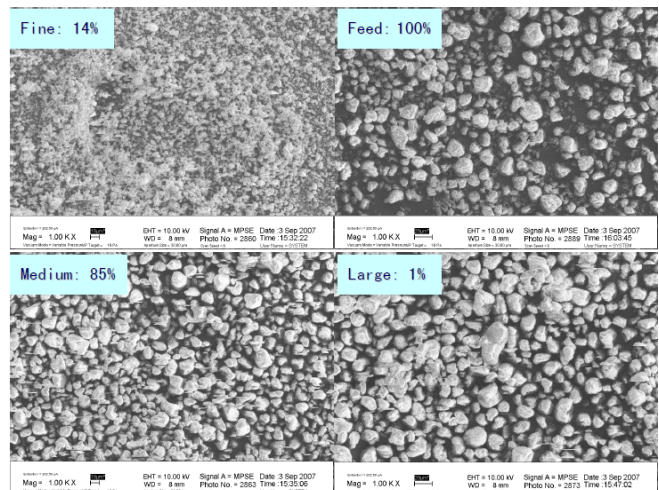 Fine: 14%
Feed: 100%
Mag = 1.00 KX
EHT = 10.00 kV
WD = 8 mm
Signal A = MPSE
Date :3 Sep 2007
Photo No. = 2860
Time :15:32:22
Mag = 1.00 KX
EHT = 10.00 kV
WD = 8 mm
Signal A = MPSE
Date :3 Sep 2007
Photo No. = 2889
Time :16:03:45
Medium: 85%
Large: 1%
Mag = 1.00 KX
EHT = 10.00 kV
WD = 8 mm
Signal A = MPSE
Date :3 Sep 2007
Photo No. = 2863
Time :15:35:06
Mag = 1.00 KX
EHT = 10.00 kV
WD = 8 mm
Signal A = MPSE
Date :3 Sep 2007
Photo No. = 2873
Time :15:47:02